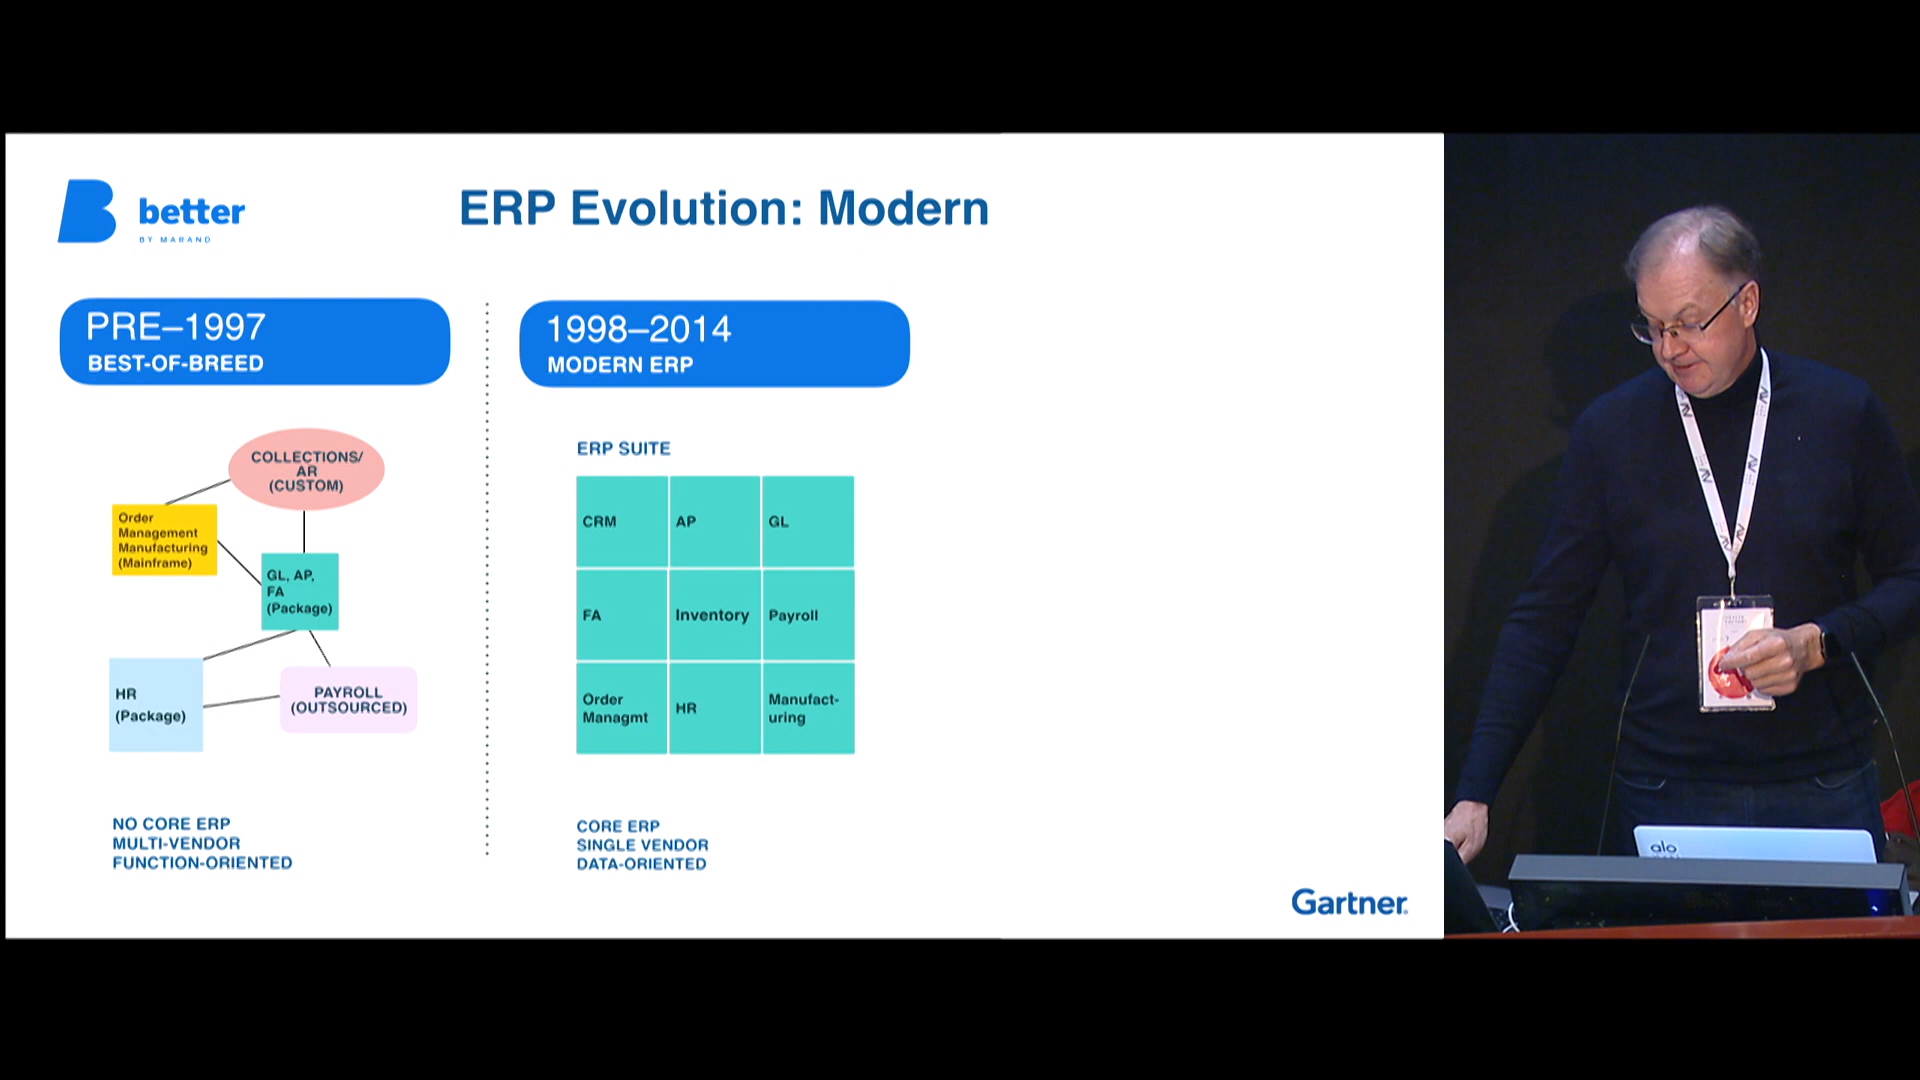 better
BY MARAND
ERP Evolution: Modern
PRE–1997
BEST-OF-BREED
COLLECTIONS/
AR
(CUSTOM)
Order
Management
Manufacturing
(Mainframe)
GL, AP,
FA
(Package)
HR
(Package)
PAYROLL
(OUTSOURCED)
NO CORE ERP
MULTI-VENDOR
FUNCTION-ORIENTED
1998–2014
MODERN ERP
ERP SUITE
CRM
AP
GL
FA
Inventory
Payroll
Order
Managmt
HR
Manufact-
uring
CORE ERP
SINGLE VENDOR
DATA-ORIENTED
Gartner
alo